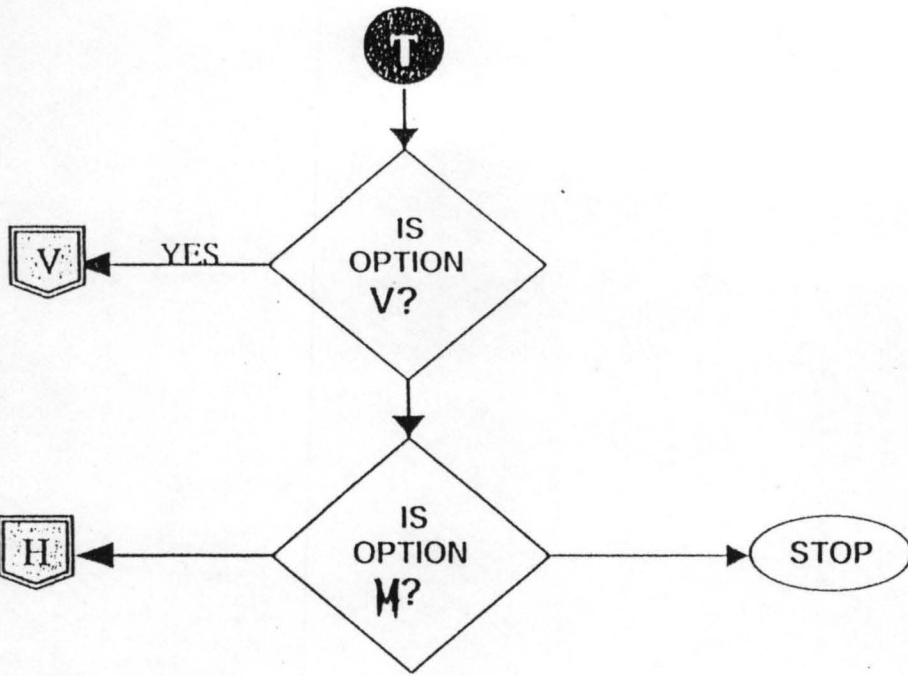 T
IS
OPTION
V?
V
YES
IS
OPTION
M?
H
STOP